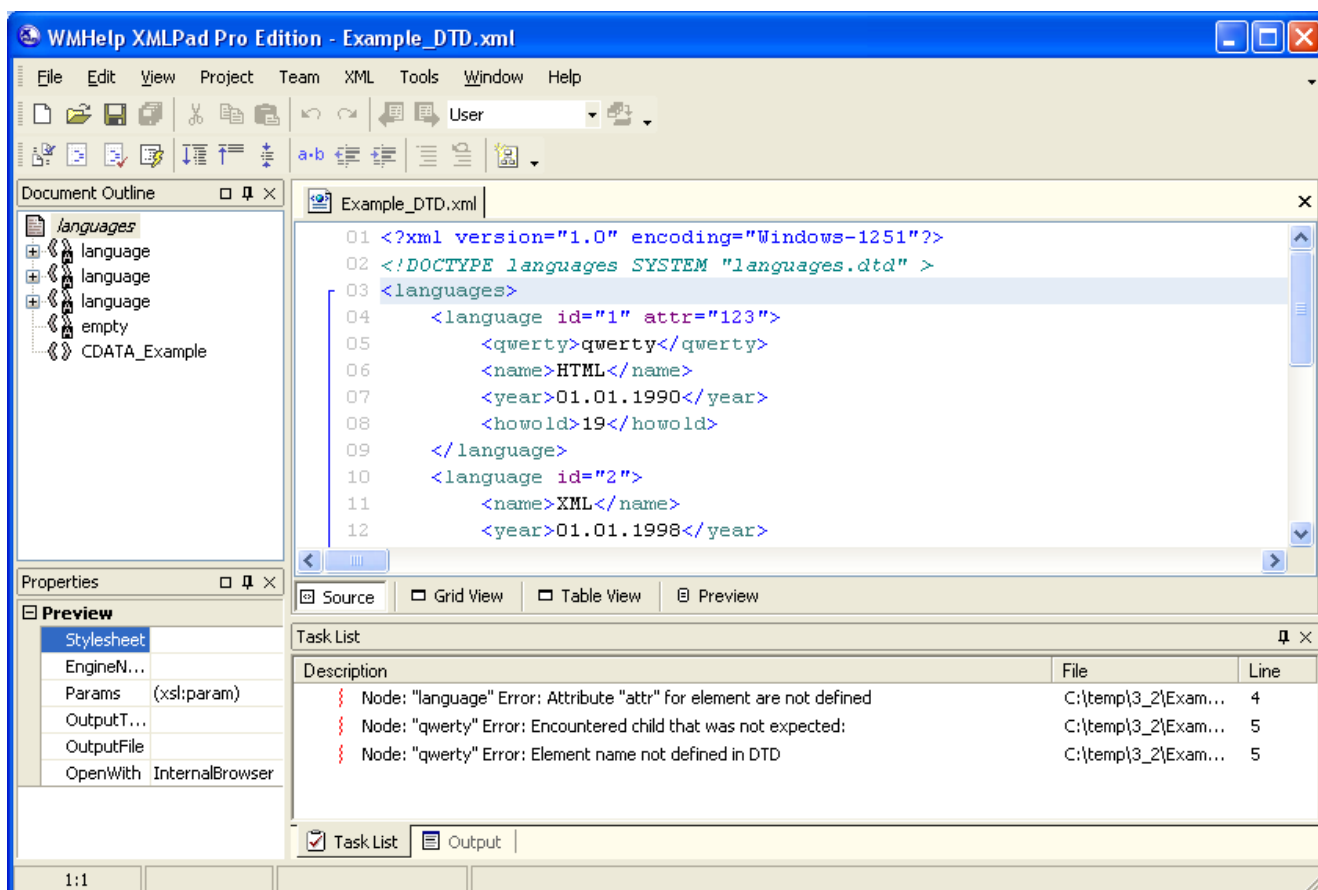 WMHelp XMLPad Pro Edition - Example_DTD.xml
File Edit View Project Team XML Tools Window Help
User
a·b
Document Outline
languages
language
language
language
empty
CDATA_Example
Example_DTD.xml
01 <?xml version="1.0" encoding="Windows-1251"?>
02 <!DOCTYPE languages SYSTEM "languages.dtd" >
03 <languages>
04 <language id="1" attr="123">
05 <qwerty>qwerty</qwerty>
06 <name>HTML</name>
07 <year>01.01.1990</year>
08 <howold>19</howold>
09 </language>
10 <language id="2">
11 <name>XML</name>
12 <year>01.01.1998</year>
Source Grid View Table View Preview
Properties
Preview
Stylesheet
EngineN...
Params (xsl:param)
OutputT...
OutputFile
OpenWith InternalBrowser
Task List
Description File Line
Node: "language" Error: Attribute "attr" for element are not defined C:\temp\3_2\Exam... 4
Node: "qwerty" Error: Encountered child that was not expected: C:\temp\3_2\Exam... 5
Node: "qwerty" Error: Element name not defined in DTD C:\temp\3_2\Exam... 5
Task List Output
1:1